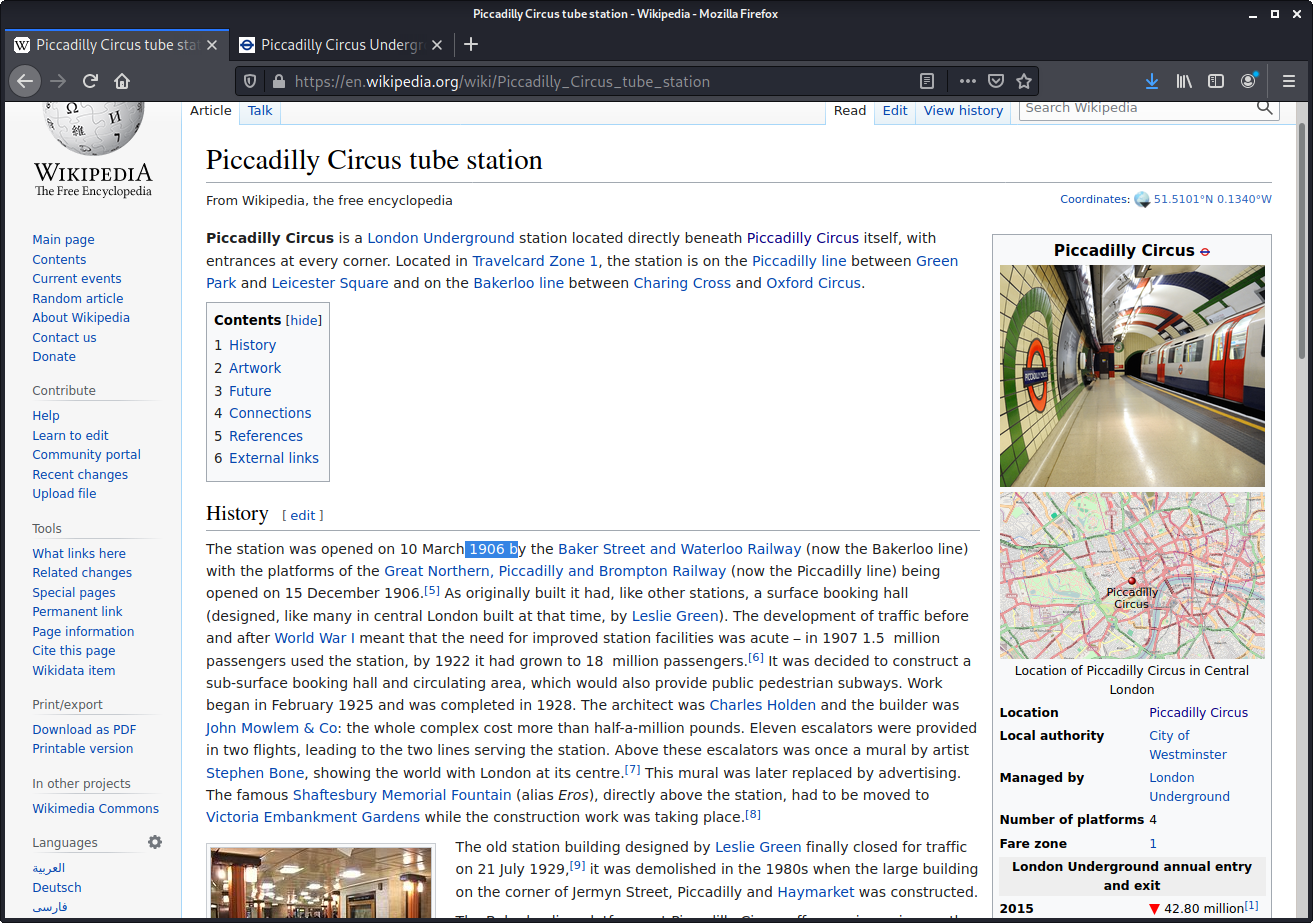 Piccadilly Circus tube station - Wikipedia - Mozilla Firefox
Piccadilly Circus tube sta
Piccadilly Circus Undergr
https://en.wikipedia.org/wiki/Piccadilly_Circus_tube_station
WIKIPEDIA
The Free Encyclopedia
Main page
Contents
Current events
Random article
About Wikipedia
Contact us
Donate
Contribute
Help
Learn to edit
Community portal
Recent changes
Upload file
Tools
What links here
Related changes
Special pages
Permanent link
Page information
Cite this page
Wikidata item
Print/export
Download as PDF
Printable version
In other projects
Wikimedia Commons
Languages
العربية
Deutsch
فارسی
Article Talk
Read Edit View history
Search Wikipedia
Piccadilly Circus tube station
From Wikipedia, the free encyclopedia
Coordinates: 51.5101°N 0.1340°W
Piccadilly Circus is a London Underground station located directly beneath Piccadilly Circus itself, with
entrances at every corner. Located in Travelcard Zone 1, the station is on the Piccadilly line between Green
Park and Leicester Square and on the Bakerloo line between Charing Cross and Oxford Circus.
Contents [hide]
1 History
2 Artwork
3 Future
4 Connections
5 References
6 External links
History [ edit ]
The station was opened on 10 March 1906 by the Baker Street and Waterloo Railway (now the Bakerloo line)
with the platforms of the Great Northern, Piccadilly and Brompton Railway (now the Piccadilly line) being
opened on 15 December 1906.[5] As originally built it had, like other stations, a surface booking hall
(designed, like many in central London built at that time, by Leslie Green). The development of traffic before
and after World War I meant that the need for improved station facilities was acute – in 1907 1.5 million
passengers used the station, by 1922 it had grown to 18 million passengers.[6] It was decided to construct a
sub-surface booking hall and circulating area, which would also provide public pedestrian subways. Work
began in February 1925 and was completed in 1928. The architect was Charles Holden and the builder was
John Mowlem & Co: the whole complex cost more than half-a-million pounds. Eleven escalators were provided
in two flights, leading to the two lines serving the station. Above these escalators was once a mural by artist
Stephen Bone, showing the world with London at its centre.[7] This mural was later replaced by advertising.
The famous Shaftesbury Memorial Fountain (alias Eros), directly above the station, had to be moved to
Victoria Embankment Gardens while the construction work was taking place.[8]
The old station building designed by Leslie Green finally closed for traffic
on 21 July 1929,[9] it was demolished in the 1980s when the large building
on the corner of Jermyn Street, Piccadilly and Haymarket was constructed.
Piccadilly Circus
PICCADILLY CIRCUS
Piccadilly
Circus
Location of Piccadilly Circus in Central
London
Location Piccadilly Circus
Local authority City of
Westminster
Managed by London
Underground
Number of platforms 4
Fare zone 1
London Underground annual entry
and exit
2015 42.80 million[1]